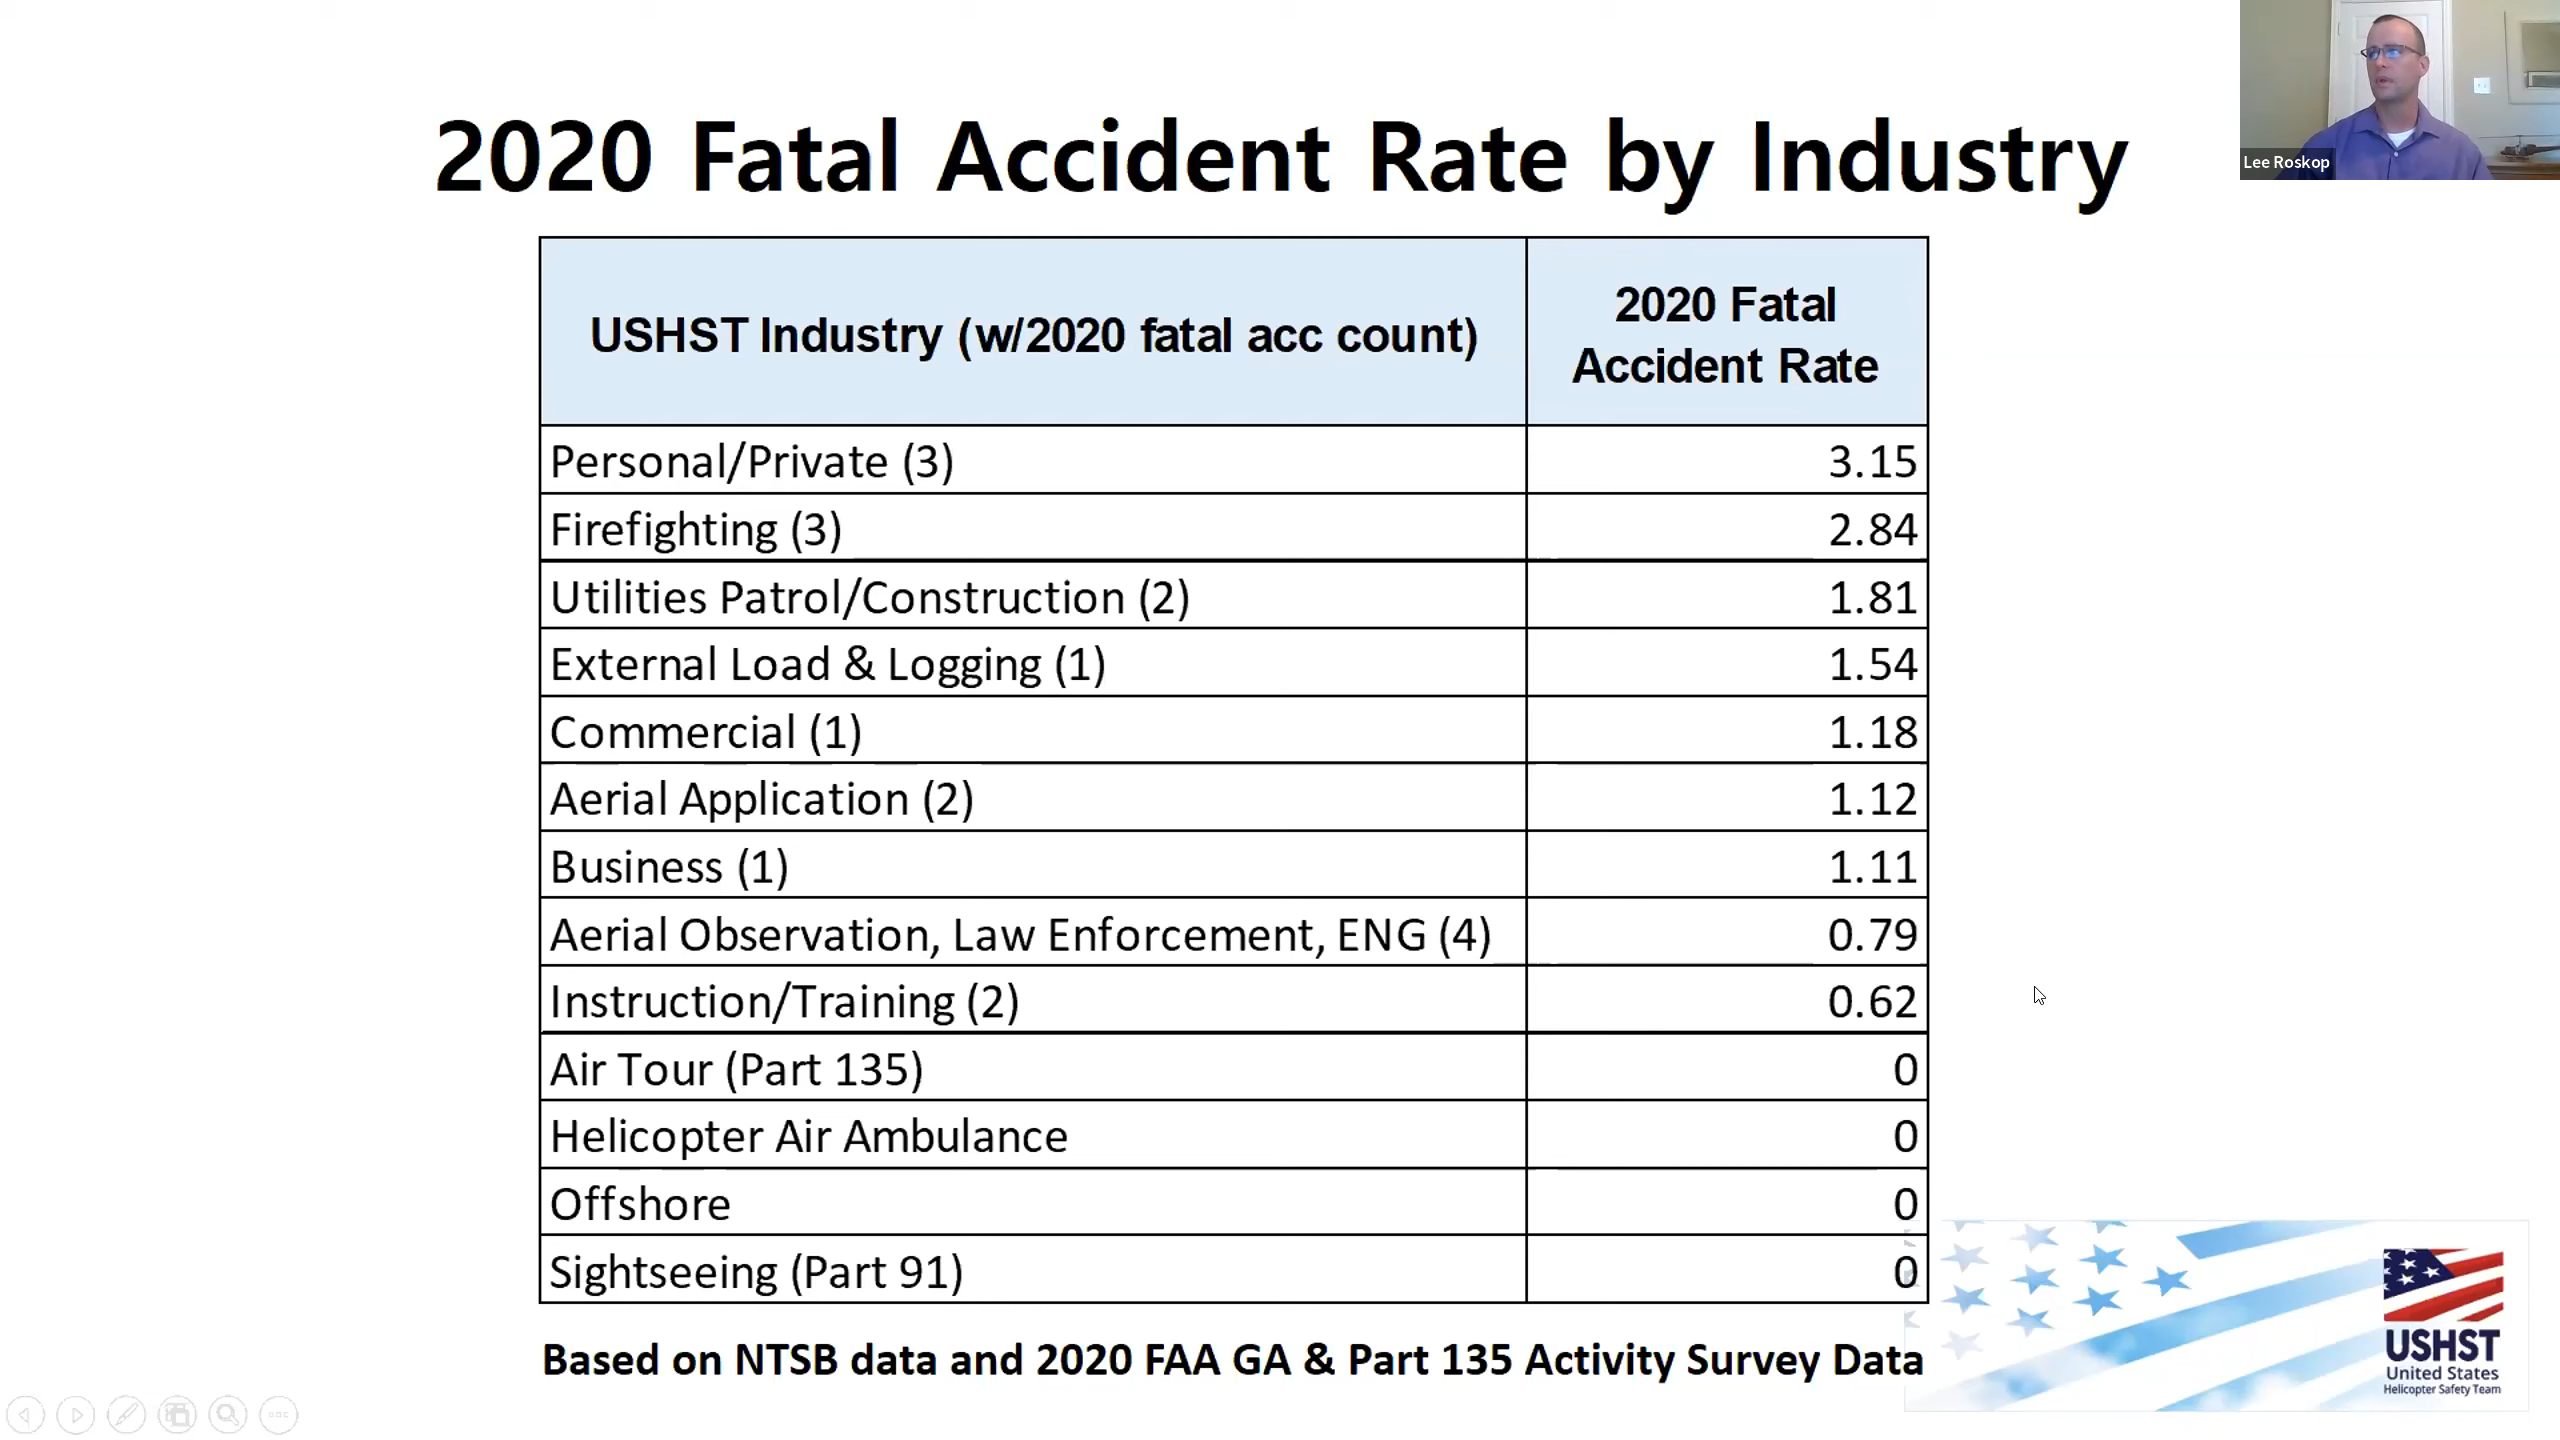 2020 Fatal Accident Rate by Industry
Lee Roskop
USHST Industry (w/2020 fatal acc count)
2020 Fatal
Accident Rate
Personal/Private (3) 3.15
Firefighting (3) 2.84
Utilities Patrol/Construction (2) 1.81
External Load & Logging (1) 1.54
Commercial (1) 1.18
Aerial Application (2) 1.12
Business (1) 1.11
Aerial Observation, Law Enforcement, ENG (4) 0.79
Instruction/Training (2) 0.62
Air Tour (Part 135) 0
Helicopter Air Ambulance 0
Offshore 0
Sightseeing (Part 91) 0
Based on NTSB data and 2020 FAA GA & Part 135 Activity Survey Data
USHST
United States
Helicopter Safety Team